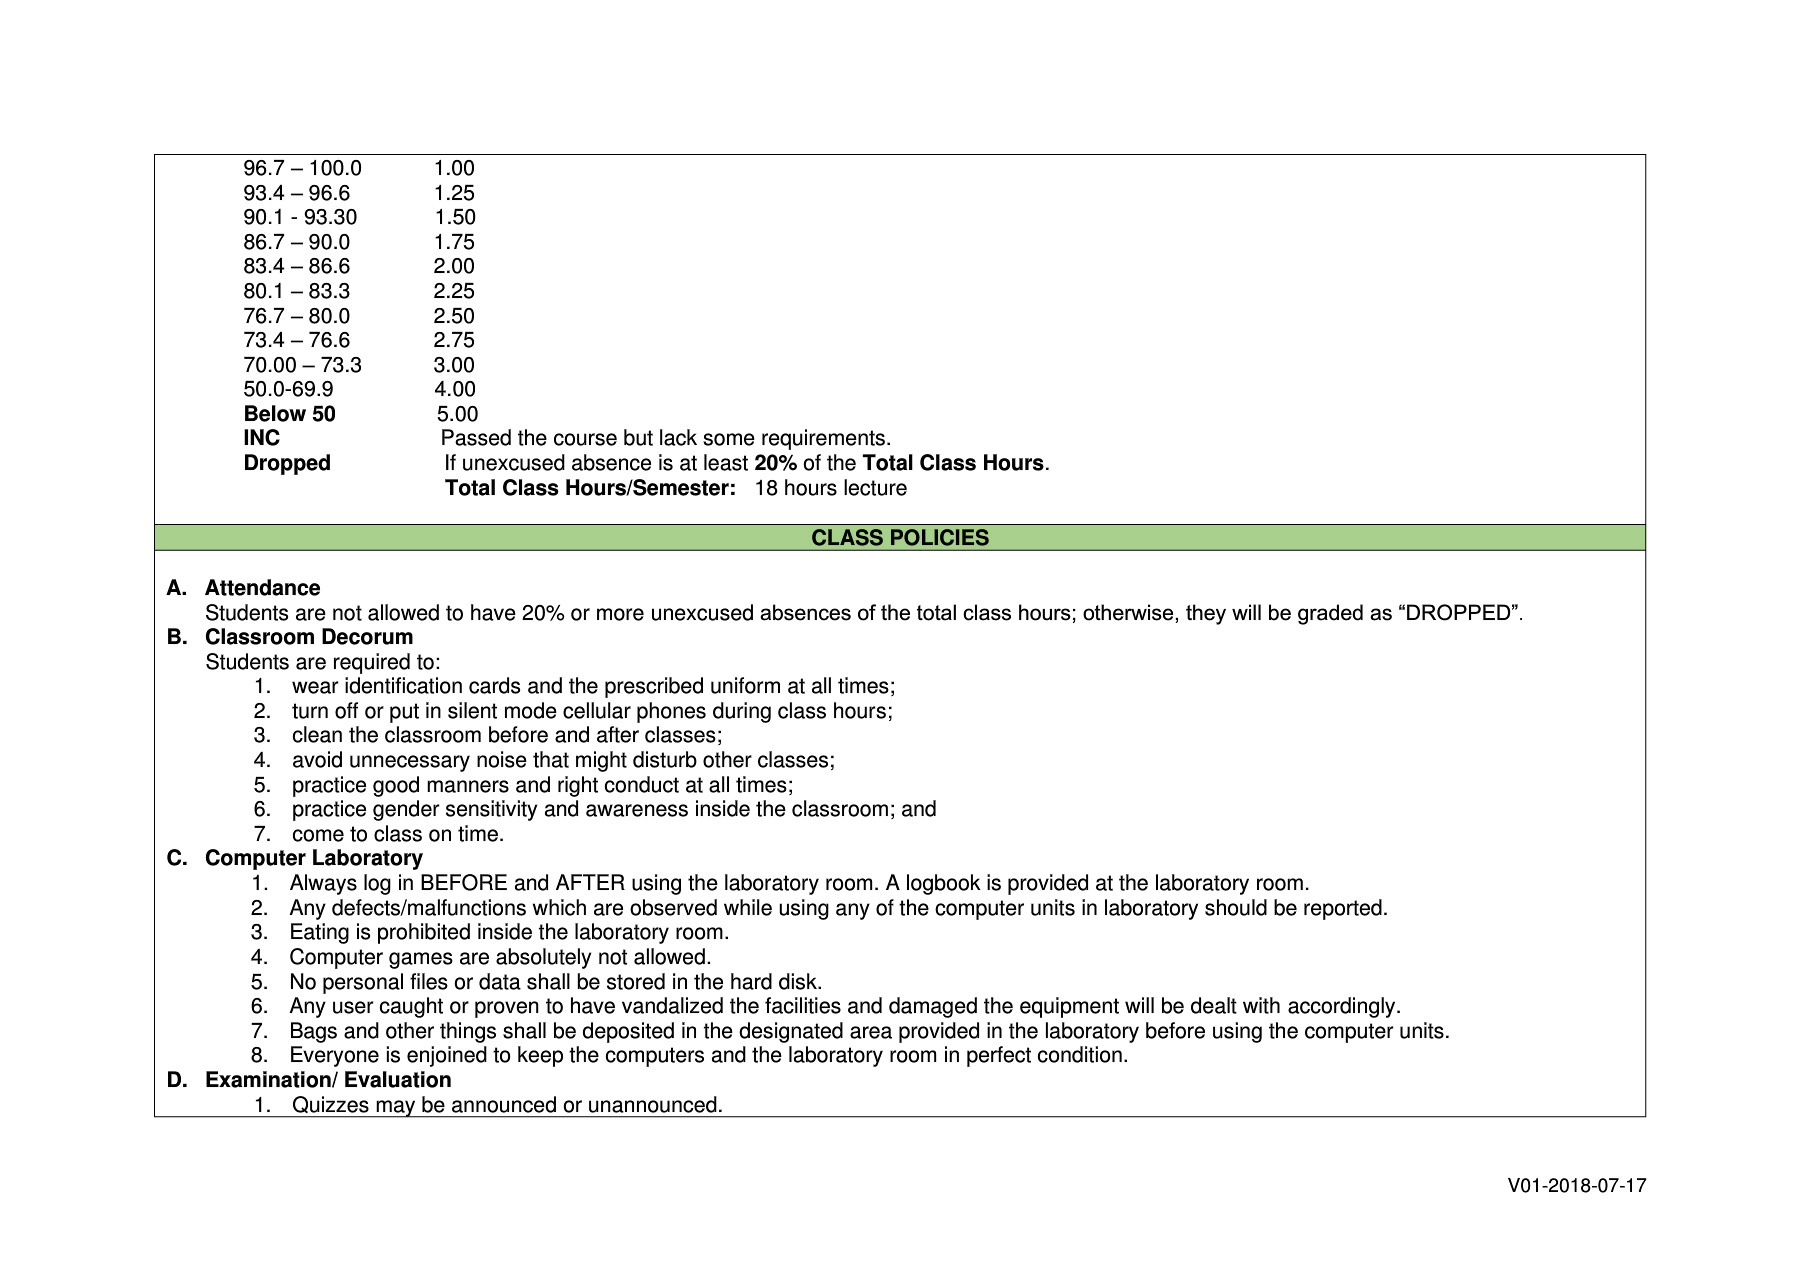 96.7 – 100.0 1.00
93.4 – 96.6 1.25
90.1 - 93.30 1.50
86.7 – 90.0 1.75
83.4 – 86.6 2.00
80.1 – 83.3 2.25
76.7 – 80.0 2.50
73.4 – 76.6 2.75
70.00 – 73.3 3.00
50.0-69.9 4.00
Below 50 5.00
INC Passed the course but lack some requirements.
Dropped If unexcused absence is at least 20% of the Total Class Hours.
Total Class Hours/Semester: 18 hours lecture
CLASS POLICIES
A. Attendance
Students are not allowed to have 20% or more unexcused absences of the total class hours; otherwise, they will be graded as “DROPPED”.
B. Classroom Decorum
Students are required to:
1. wear identification cards and the prescribed uniform at all times;
2. turn off or put in silent mode cellular phones during class hours;
3. clean the classroom before and after classes;
4. avoid unnecessary noise that might disturb other classes;
5. practice good manners and right conduct at all times;
6. practice gender sensitivity and awareness inside the classroom; and
7. come to class on time.
C. Computer Laboratory
1. Always log in BEFORE and AFTER using the laboratory room. A logbook is provided at the laboratory room.
2. Any defects/malfunctions which are observed while using any of the computer units in laboratory should be reported.
3. Eating is prohibited inside the laboratory room.
4. Computer games are absolutely not allowed.
5. No personal files or data shall be stored in the hard disk.
6. Any user caught or proven to have vandalized the facilities and damaged the equipment will be dealt with accordingly.
7. Bags and other things shall be deposited in the designated area provided in the laboratory before using the computer units.
8. Everyone is enjoined to keep the computers and the laboratory room in perfect condition.
D. Examination/ Evaluation
1. Quizzes may be announced or unannounced.
V01-2018-07-17